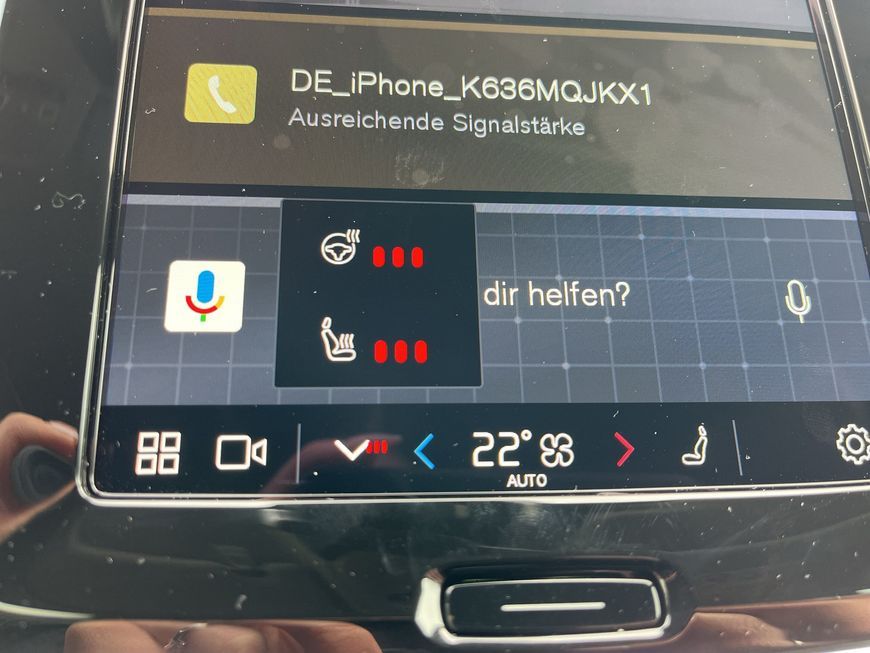 DE_iPhone_K636MQJKX1
Ausreichende Signalstärke
dir helfen?
22°
AUTO